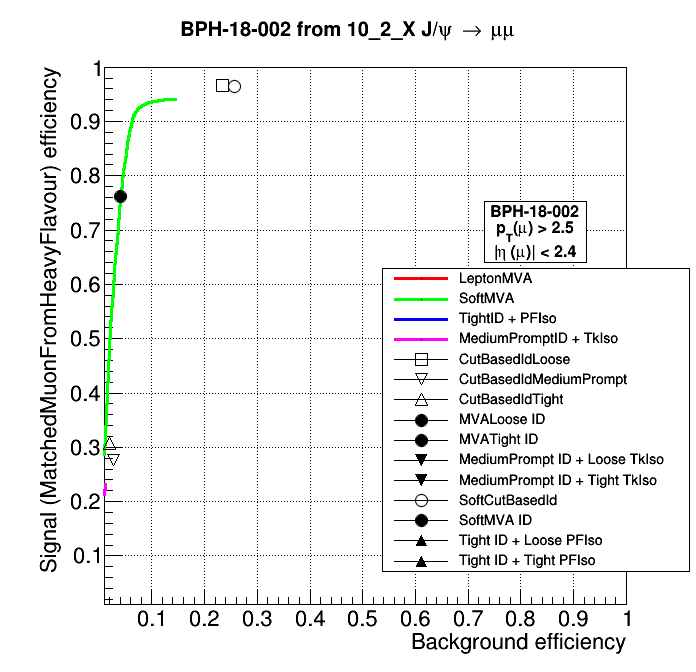 BPH-18-002 from 10_2_X J/ψ → μμ
Signal (MatchedMuonFromHeavyFlavour) efficiency
1
0.9
0.8
0.7
0.6
0.5
0.4
0.3
0.2
0.1
BPH-18-002
p_T(μ) > 2.5
|η (μ)| < 2.4
LeptonMVA
SoftMVA
TightID + PFIso
MediumPromptID + TkIso
CutBasedIdLoose
CutBasedIdMediumPrompt
CutBasedIdTight
MVALoose ID
MVATight ID
MediumPrompt ID + Loose TkIso
MediumPrompt ID + Tight TkIso
SoftCutBasedId
SoftMVA ID
Tight ID + Loose PFIso
Tight ID + Tight PFIso
0.1 0.2 0.3 0.4 0.5 0.6 0.7 0.8 0.9 1
Background efficiency